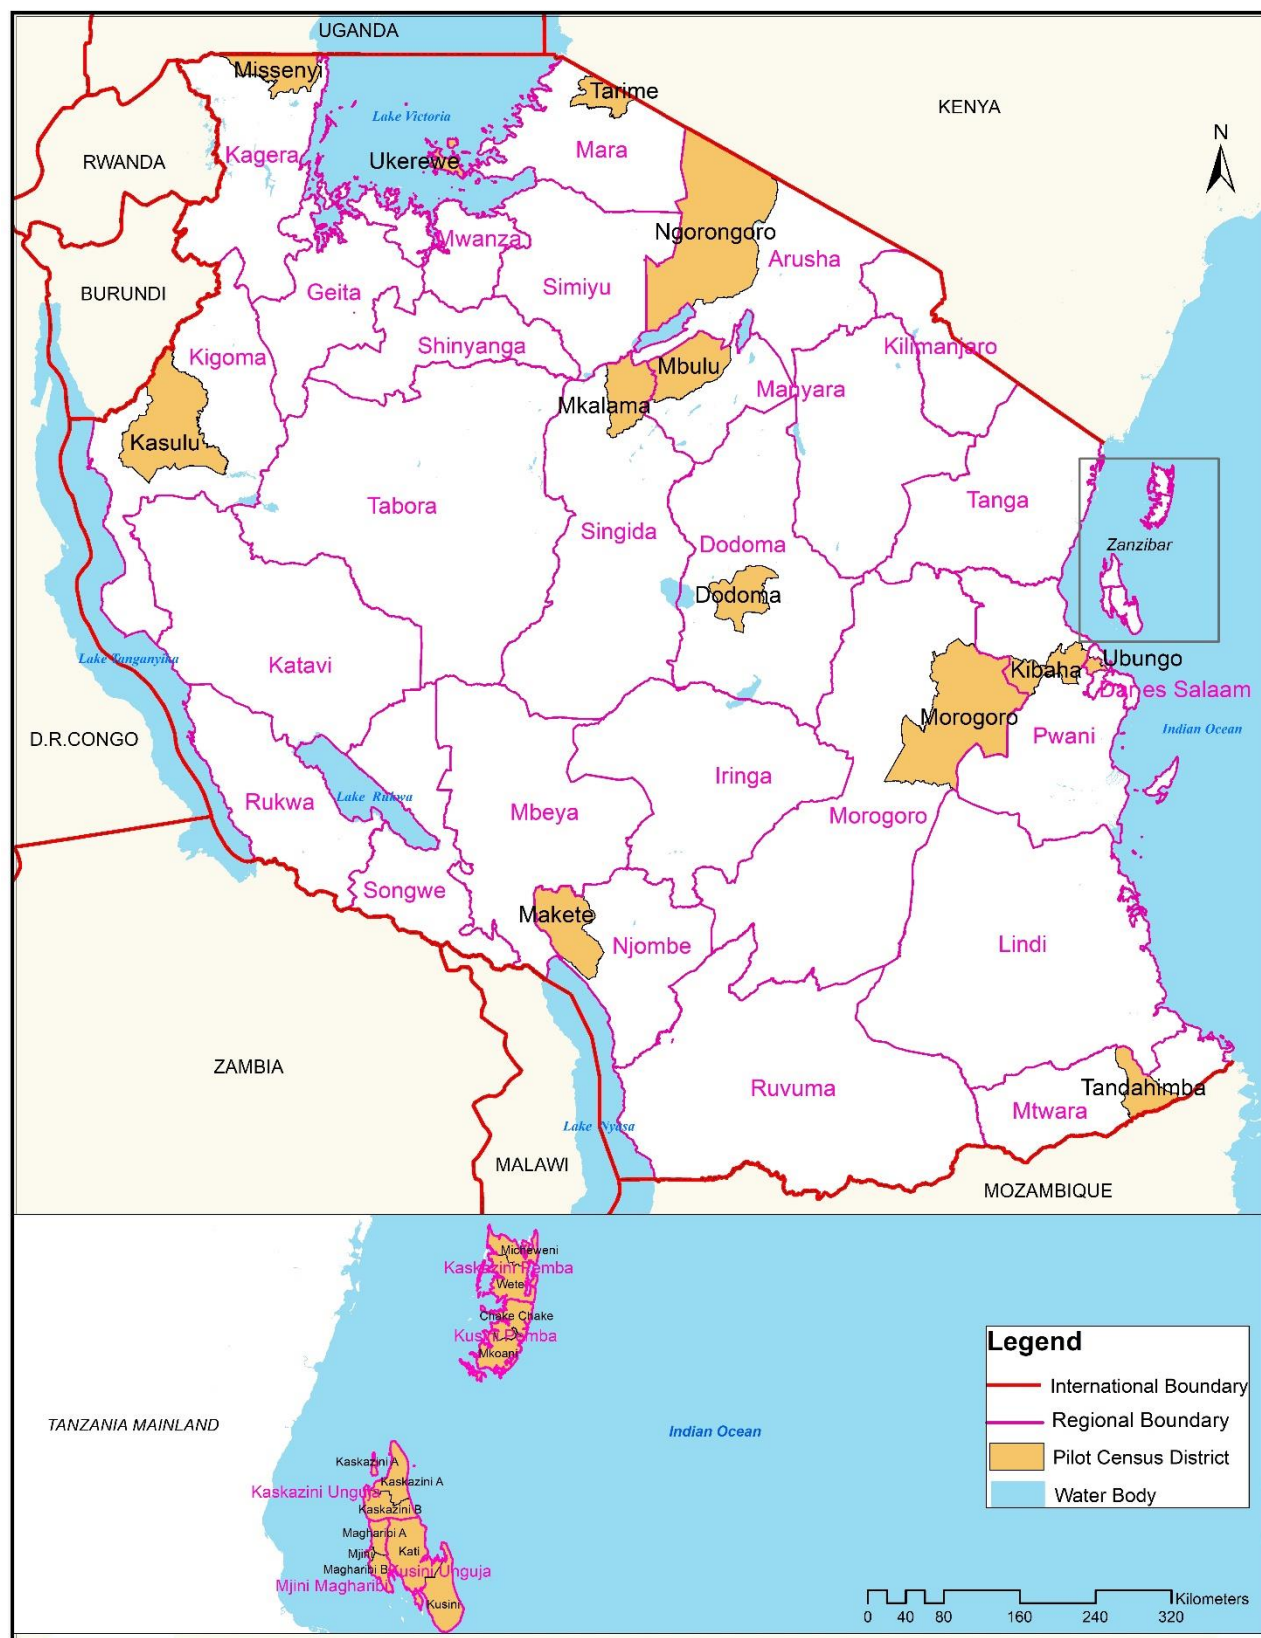 UGANDA
Missenyi
Tarime
KENYA
Lake Victoria
N
RWANDA
Kagera
Ukerewe
Mara
Ngorongoro
Mwanza
Arusha
BURUNDI
Geita
Simiyu
Kigoma
Shinyanga
Kilimanjaro
Mbulu
Manyara
Mkalama
Kasulu
Tabora
Singida
Tanga
Dodoma
Zanzibar
Dodoma
Lake Tanganyika
Katavi
Kibaha
Ubungo
Dar es Salaam
Morogoro
D.R.CONGO
Pwani
Indian Ocean
Iringa
Rukwa
Lake Rukwa
Mbeya
Morogoro
Songwe
Makete
Njombe
Lindi
ZAMBIA
Ruvuma
Tandahimba
Mtwara
Lake Nyasa
MALAWI
MOZAMBIQUE
Micheweni
Kaskazini Pemba
Wete
Chake Chake
Kusini Pemba
Mkoani
Legend
International Boundary
Regional Boundary
Pilot Census District
Water Body
TANZANIA MAINLAND
Indian Ocean
Kaskazini A
Kaskazini A
Kaskazini Unguja
Kaskazini B
Magharibi A
Mjini
Kati
Magharibi B
Kusini Unguja
Mjini Magharibi
Kusini
Kilometers
0 40 80 160 240 320